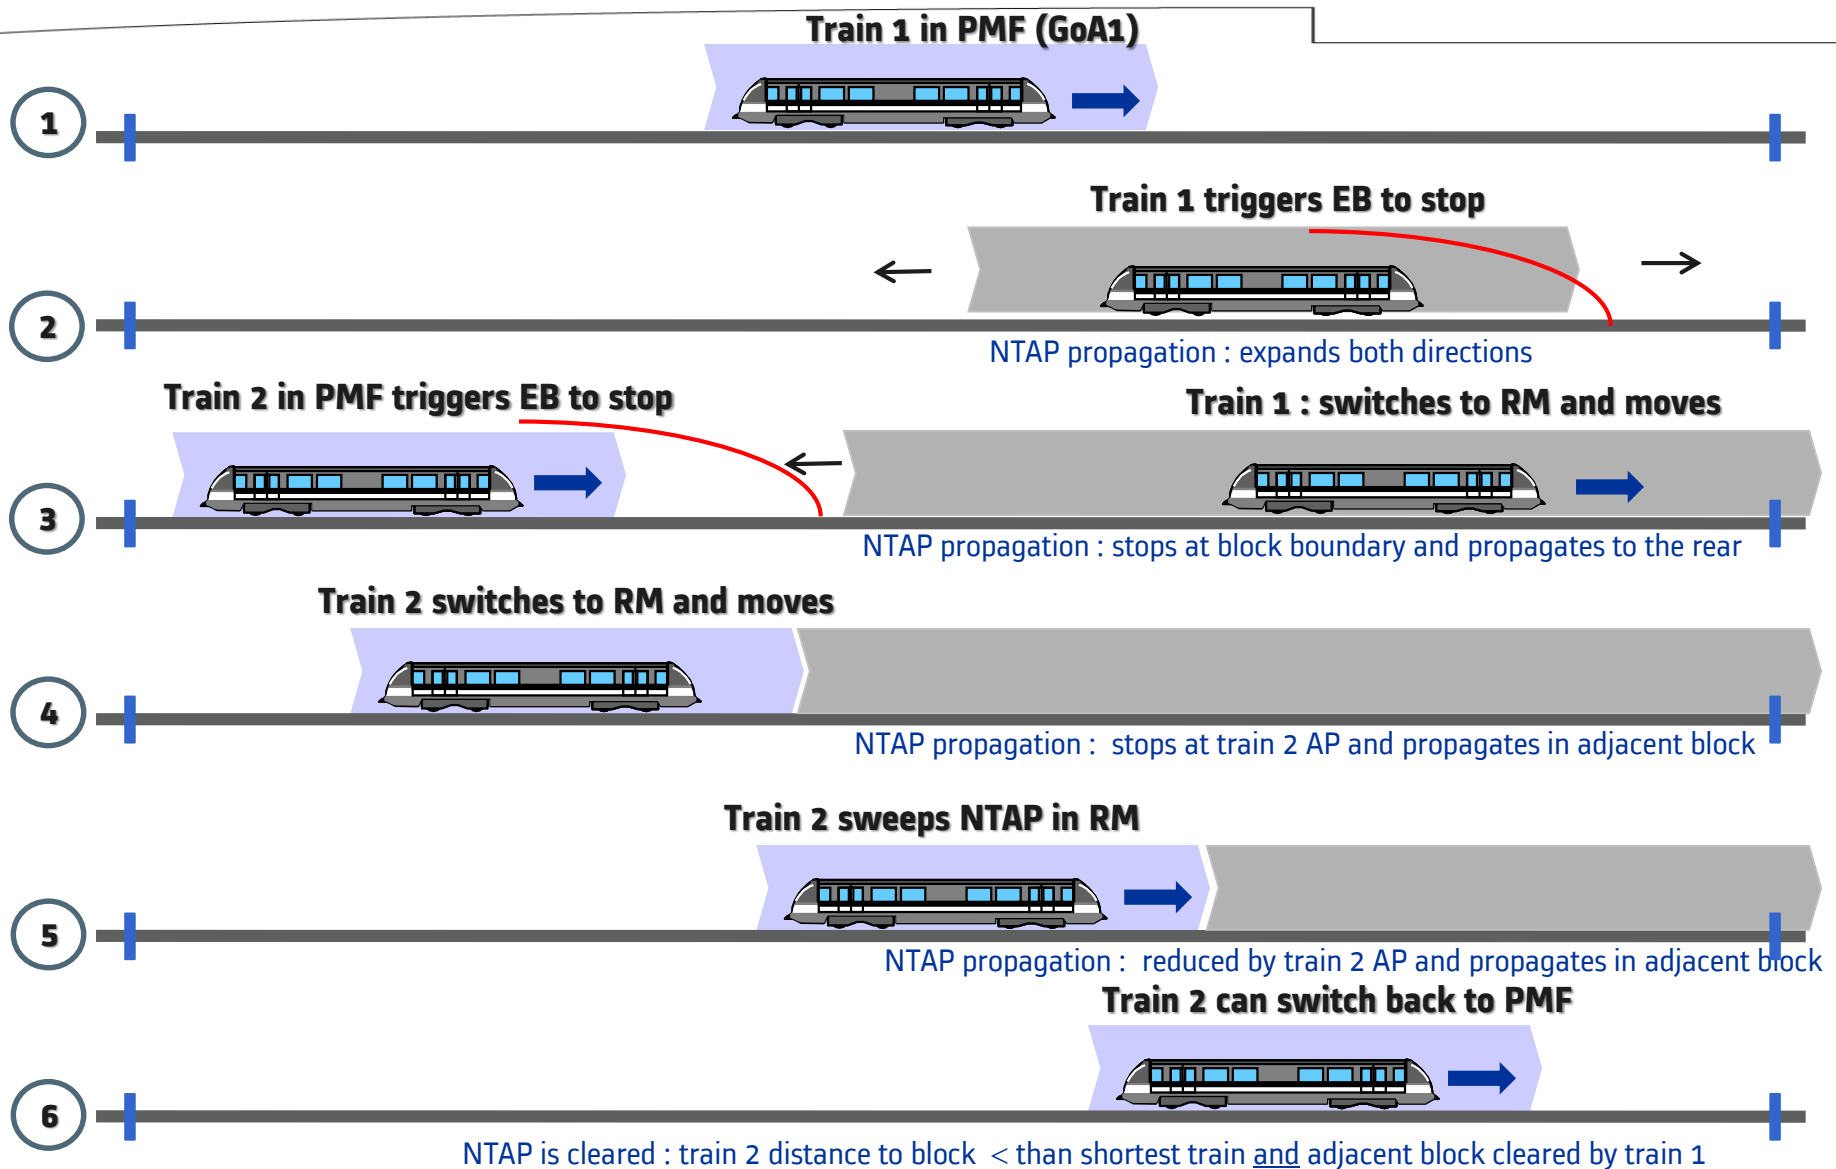 Train 1 in PMF (GoA1)
1
Train 1 triggers EB to stop
2
NTAP propagation : expands both directions
Train 2 in PMF triggers EB to stop
Train 1 : switches to RM and moves
3
NTAP propagation : stops at block boundary and propagates to the rear
Train 2 switches to RM and moves
4
NTAP propagation : stops at train 2 AP and propagates in adjacent block
Train 2 sweeps NTAP in RM
5
NTAP propagation : reduced by train 2 AP and propagates in adjacent block
Train 2 can switch back to PMF
6
NTAP is cleared : train 2 distance to block < than shortest train and adjacent block cleared by train 1